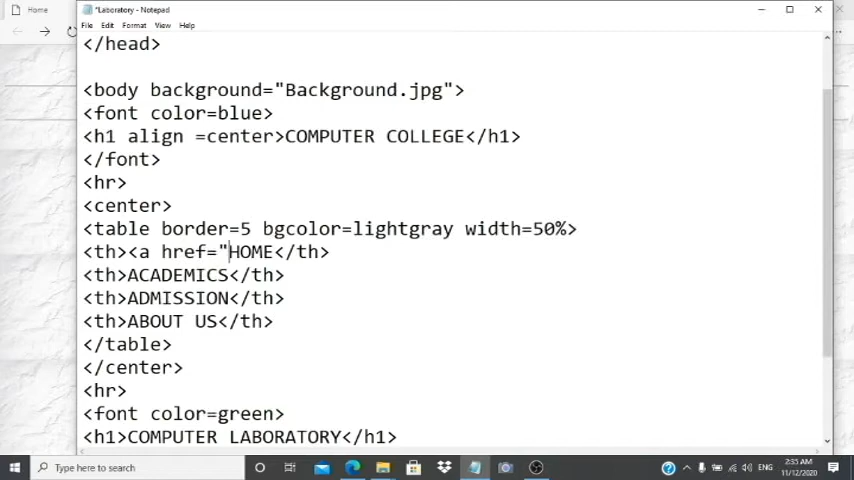 Home
*Laboratory - Notepad
File Edit Format View Help
</head>
<body background="Background.jpg">
<font color=blue>
<h1 align =center>COMPUTER COLLEGE</h1>
</font>
<hr>
<center>
<table border=5 bgcolor=lightgray width=50%>
<th><a href="HOME</th>
<th>ACADEMICS</th>
<th>ADMISSION</th>
<th>ABOUT US</th>
</table>
</center>
<hr>
<font color=green>
<h1>COMPUTER LABORATORY</h1>
Type here to search
ENG
2:35 AM
11/12/2020